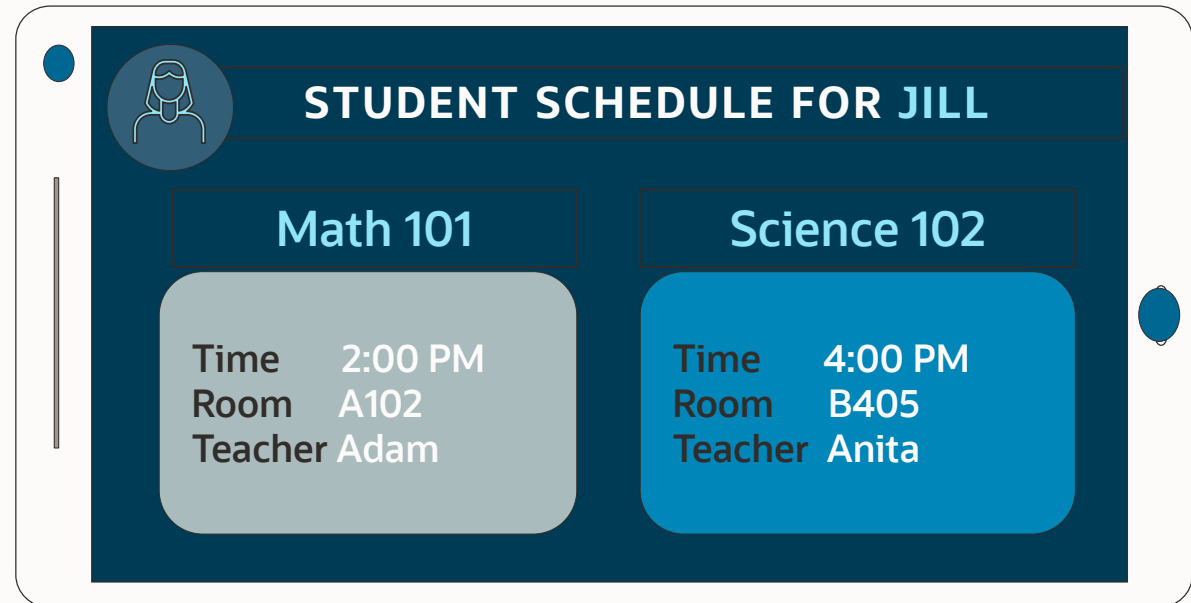 STUDENT SCHEDULE FOR JILL
Math 101
Time 2:00 PM
Room A102
Teacher Adam
Science 102
Time 4:00 PM
Room B405
Teacher Anita